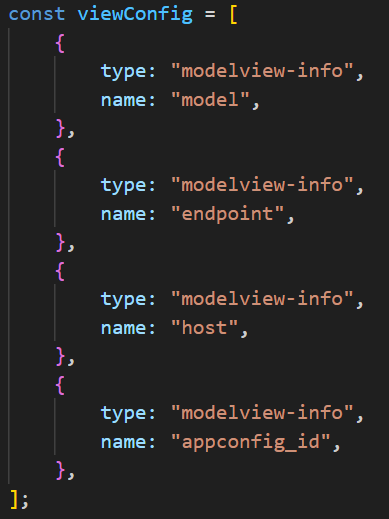 const viewConfig = [
    {
        type: "modelview-info",
        name: "model",
    },
    {
        type: "modelview-info",
        name: "endpoint",
    },
    {
        type: "modelview-info",
        name: "host",
    },
    {
        type: "modelview-info",
        name: "appconfig_id",
    },
];